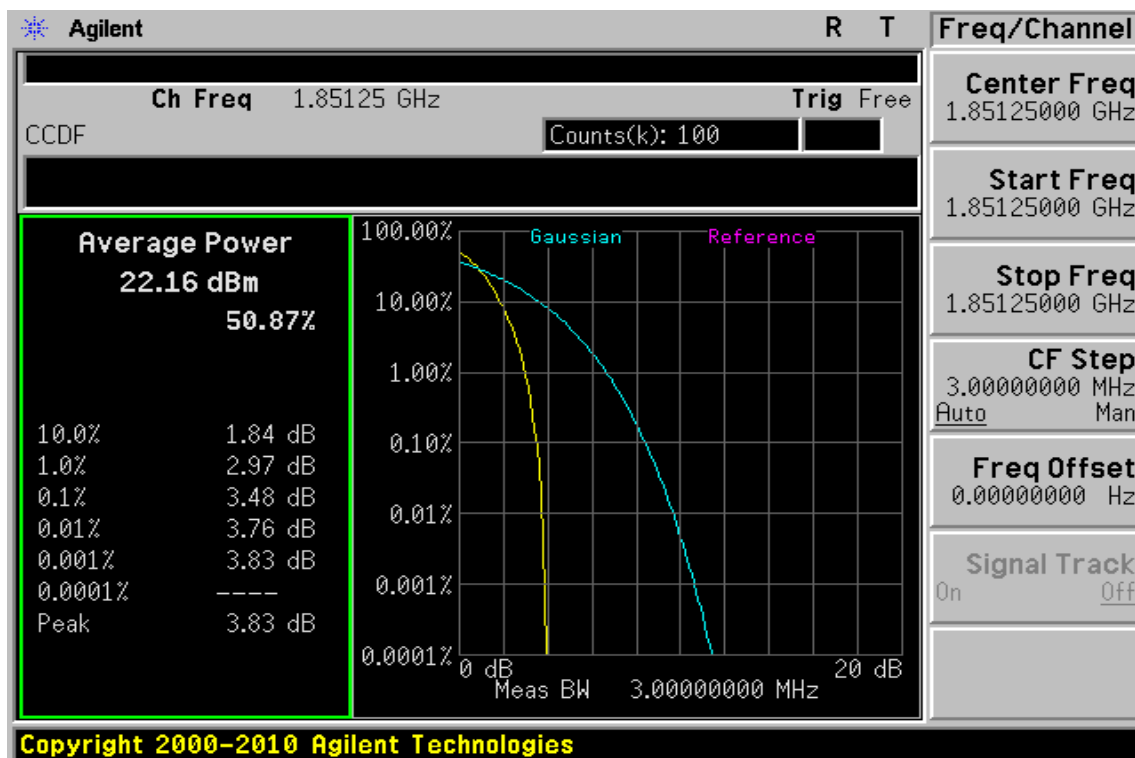 Agilent
R T
Ch Freq 1.85125 GHz
Trig Free
CCDF
Counts(k): 100
Average Power
22.16 dBm
50.87%
10.0% 1.84 dB
1.0% 2.97 dB
0.1% 3.48 dB
0.01% 3.76 dB
0.001% 3.83 dB
0.0001% ----
Peak 3.83 dB
Gaussian
Reference
100.00%
10.00%
1.00%
0.10%
0.01%
0.001%
0.0001%
0 dB
20 dB
Meas BW 3.00000000 MHz
Freq/Channel
Center Freq
1.85125000 GHz
Start Freq
1.85125000 GHz
Stop Freq
1.85125000 GHz
CF Step
3.00000000 MHz
Auto Man
Freq Offset
0.00000000 Hz
Signal Track
On Off
Copyright 2000-2010 Agilent Technologies